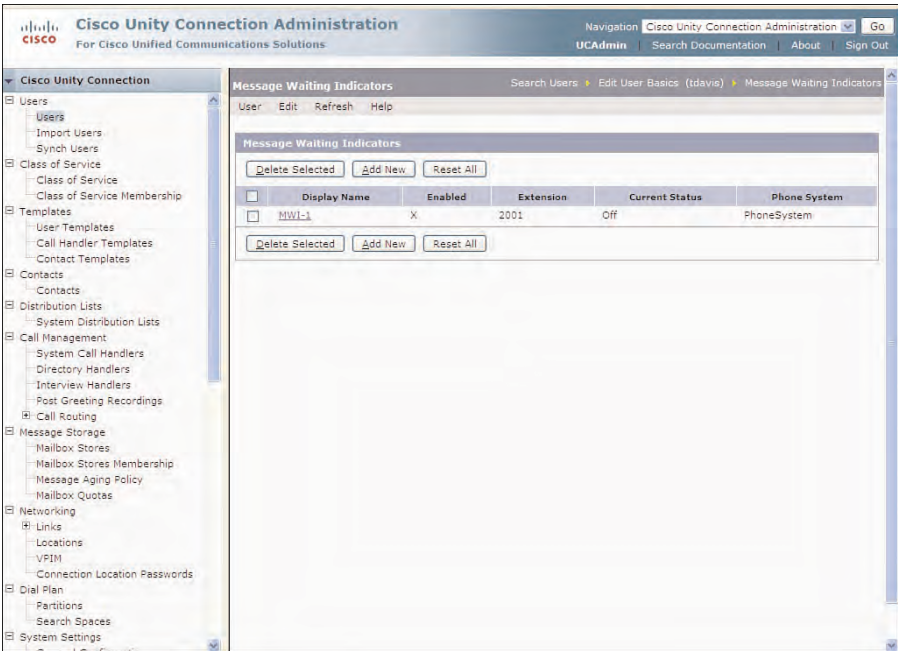 Cisco Unity Connection Administration
CISCO For Cisco Unified Communications Solutions
Navigation Cisco Unity Connection Administration Go
UCAdmin | Search Documentation | About | Sign Out
Cisco Unity Connection
Users
Users
Import Users
Synch Users
Class of Service
Class of Service
Class of Service Membership
Templates
User Templates
Call Handler Templates
Contact Templates
Contacts
Contacts
Distribution Lists
System Distribution Lists
Call Management
System Call Handlers
Directory Handlers
Interview Handlers
Post Greeting Recordings
Call Routing
Message Storage
Mailbox Stores
Mailbox Stores Membership
Message Aging Policy
Mailbox Quotas
Networking
Links
Locations
VPIM
Connection Location Passwords
Dial Plan
Partitions
Search Spaces
System Settings
Message Waiting Indicators
Search Users Edit User Basics (tdavis) Message Waiting Indicators
User Edit Refresh Help
Message Waiting Indicators
Delete Selected Add New Reset All
Display Name Enabled Extension Current Status Phone System
MWI-1 X 2001 Off PhoneSystem
Delete Selected Add New Reset All